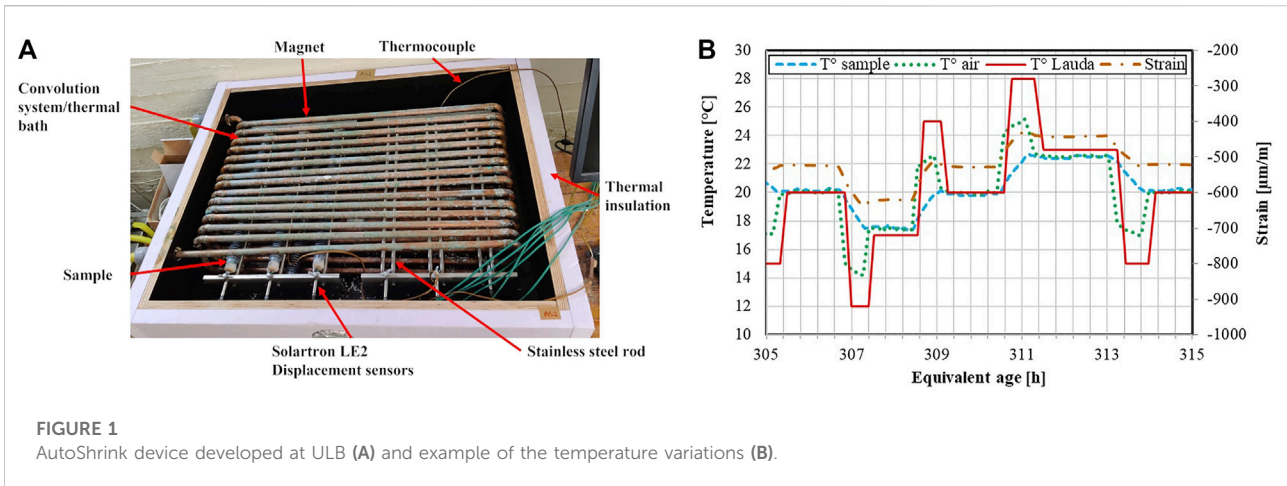 A
Magnet
Thermocouple
Convolution
system/thermal
bath
Thermal
insulation
Sample
Solartron LE2
Displacement sensors
Stainless steel rod
B
T° sample
T° air
T° Lauda
Strain
Temperature [°C]
30
28
26
24
22
20
18
16
14
12
10
-200
-300
-400
-500
-600
-700
-800
-900
-1000
Strain [µm/m]
305
307
309
311
313
315
Equivalent age [h]
FIGURE 1
AutoShrink device developed at ULB (A) and example of the temperature variations (B).